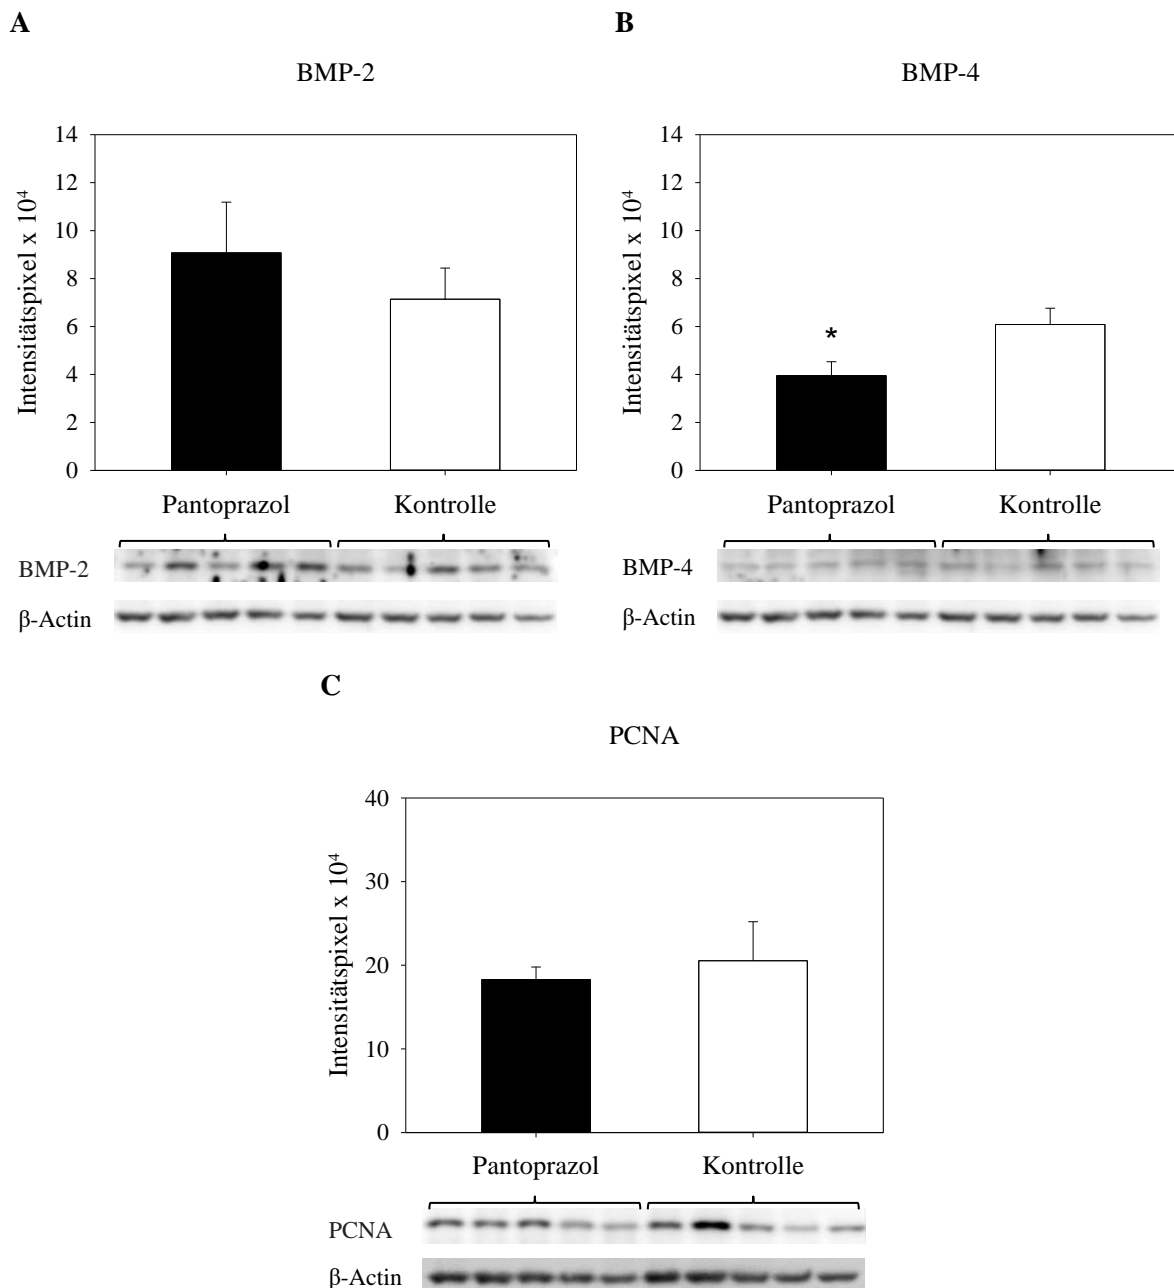 A
BMP-2
Intensitätspixel x 10⁴
14
12
10
8
6
4
2
0
Pantoprazol Kontrolle
BMP-2
β-Actin
B
BMP-4
Intensitätspixel x 10⁴
14
12
10
8
6
4
2
0
*
Pantoprazol Kontrolle
BMP-4
β-Actin
C
PCNA
Intensitätspixel x 10⁴
40
30
20
10
0
Pantoprazol Kontrolle
PCNA
β-Actin